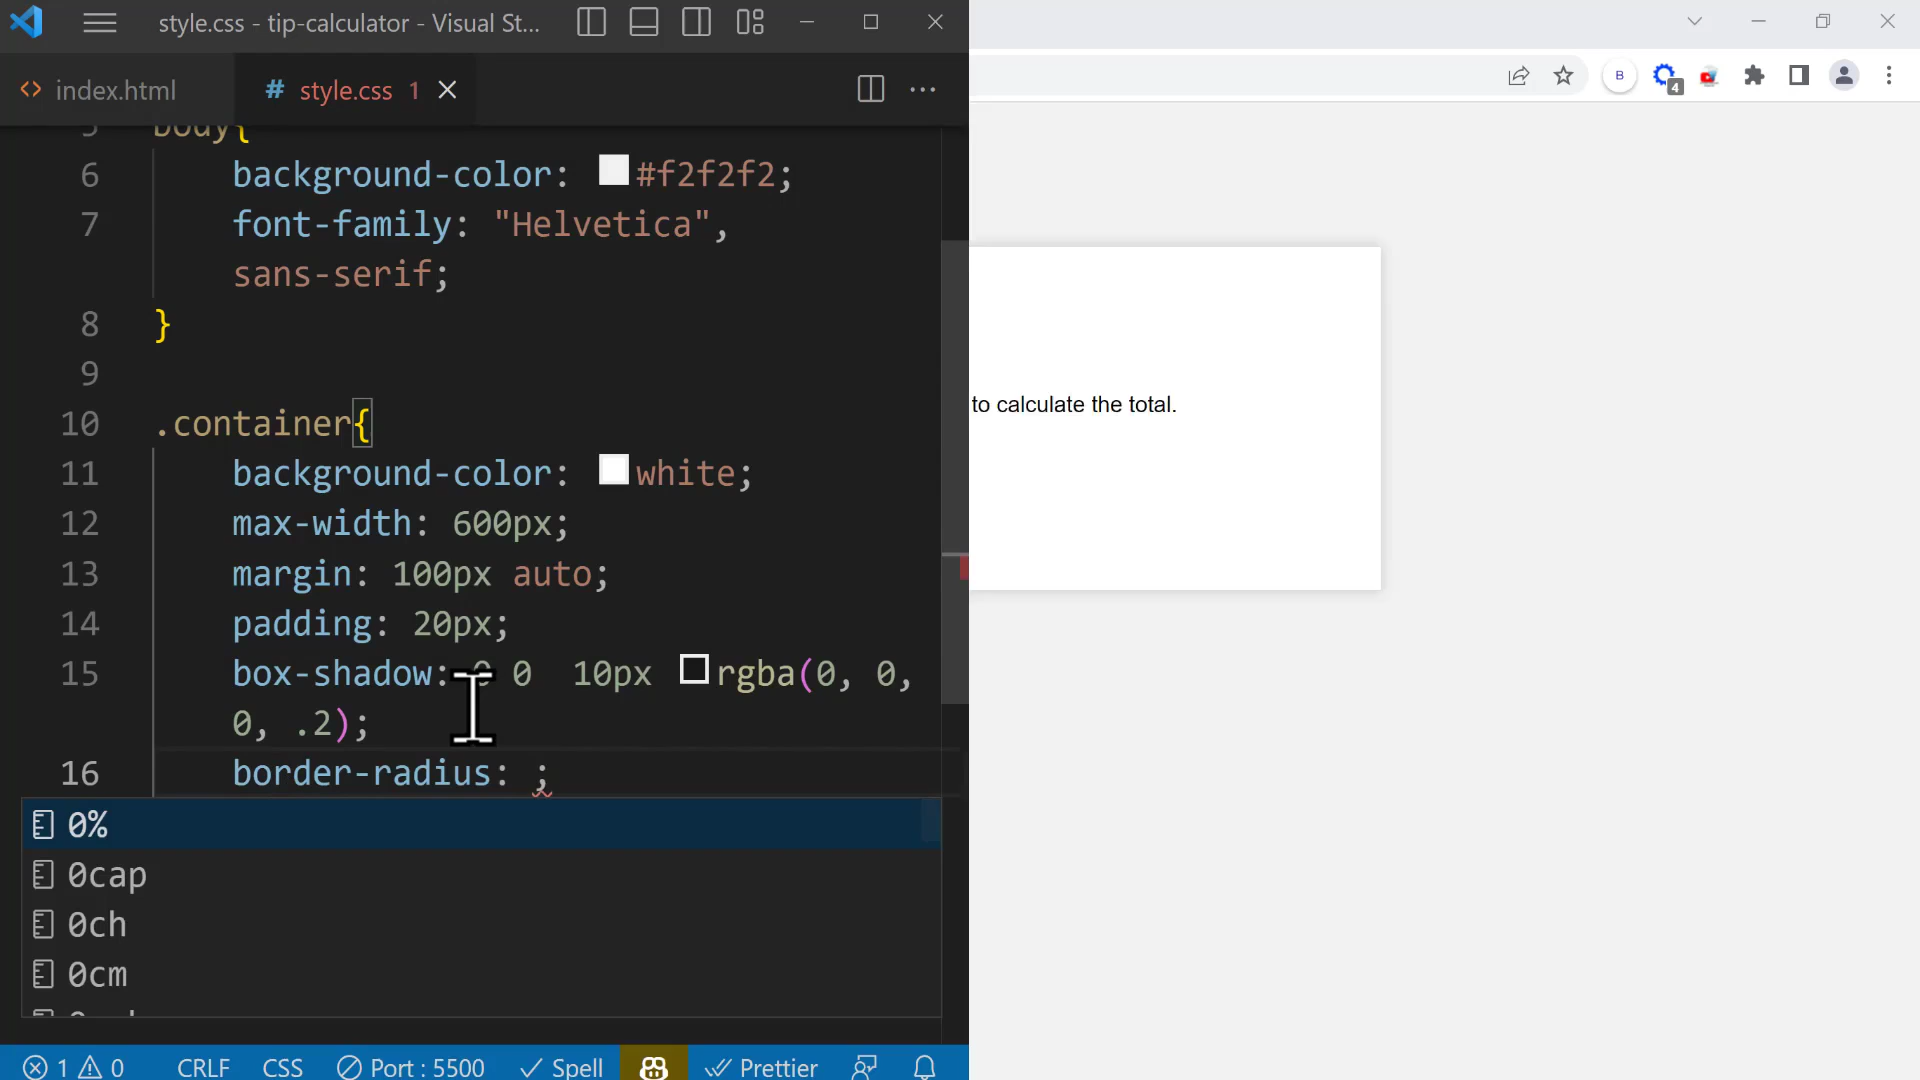 style.css - tip-calculator - Visual St...
index.html
# style.css 1
5 body{
6 background-color: #f2f2f2;
7 font-family: "Helvetica",
sans-serif;
8 }
9
10 .container{
11 background-color: white;
12 max-width: 600px;
13 margin: 100px auto;
14 padding: 20px;
15 box-shadow: 0 0  10px rgba(0, 0,
0, .2);
16 border-radius: ;
0%
0cap
0ch
0cm
1 0 CRLF CSS Port : 5500 Spell Prettier
B
4
to calculate the total.